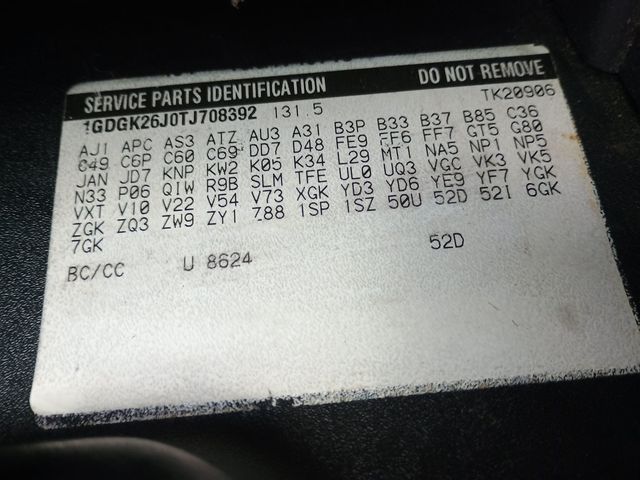 SERVICE PARTS IDENTIFICATION DO NOT REMOVE
1GDGK26J0TJ708392 131.5 TK20906
AJ1 APC AS3 ATZ AU3 A31 B3P B33 B37 B85 C36
C49 C6P C60 C69 DD7 D48 FE9 FF6 FF7 GT5 G80
JAN JD7 KNP KW2 K05 K34 L29 MT1 NA5 NP1 NP5
N33 P06 QIW R9B SLM TFE UL0 UQ3 VGC VK3 VK5
VXT V10 V22 V54 V73 XGK YD3 YD6 YE9 YF7 YGK
ZGK ZQ3 ZW9 ZY1 Z88 1SP 1SZ 50U 52D 52I 6GK
7GK
BC/CC U 8624 52D